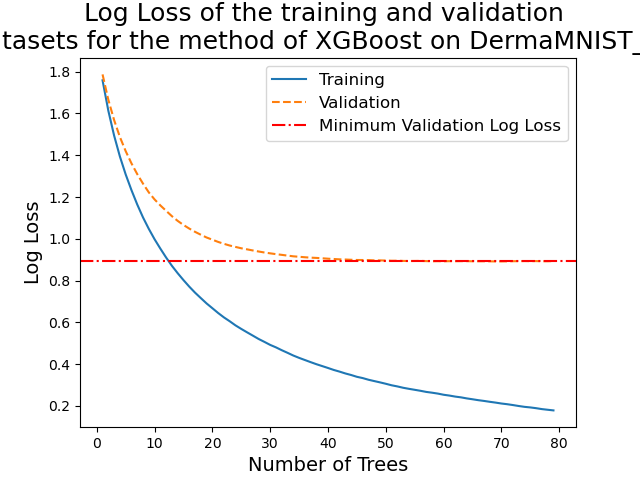 Log Loss of the training and validation
tasets for the method of XGBoost on DermaMNIST_
1.8
1.6
1.4
1.2
1.0
0.8
0.6
0.4
0.2
Log Loss
Training
Validation
Minimum Validation Log Loss
0 10 20 30 40 50 60 70 80
Number of Trees